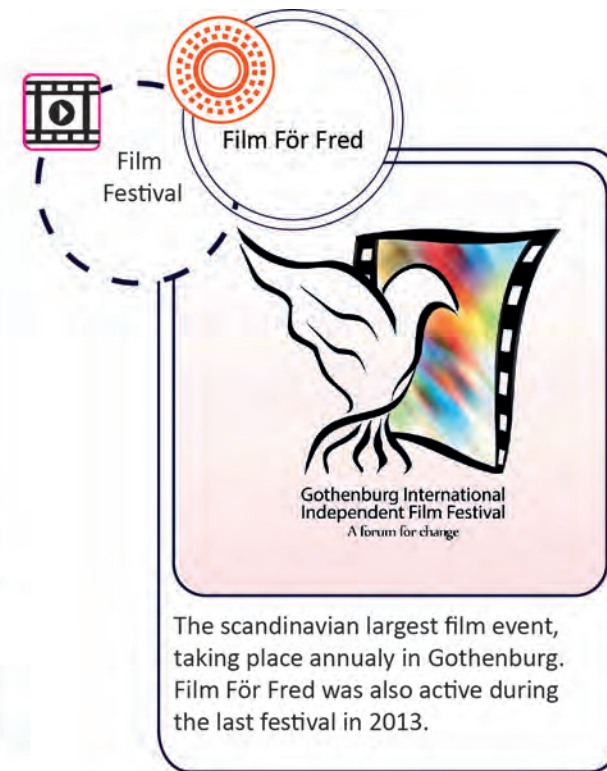 Film För Fred
Film
Festival
Gothenburg International
Independent Film Festival
A forum for change
The scandinavian largest film event,
taking place annualy in Gothenburg.
Film För Fred was also active during
the last festival in 2013.